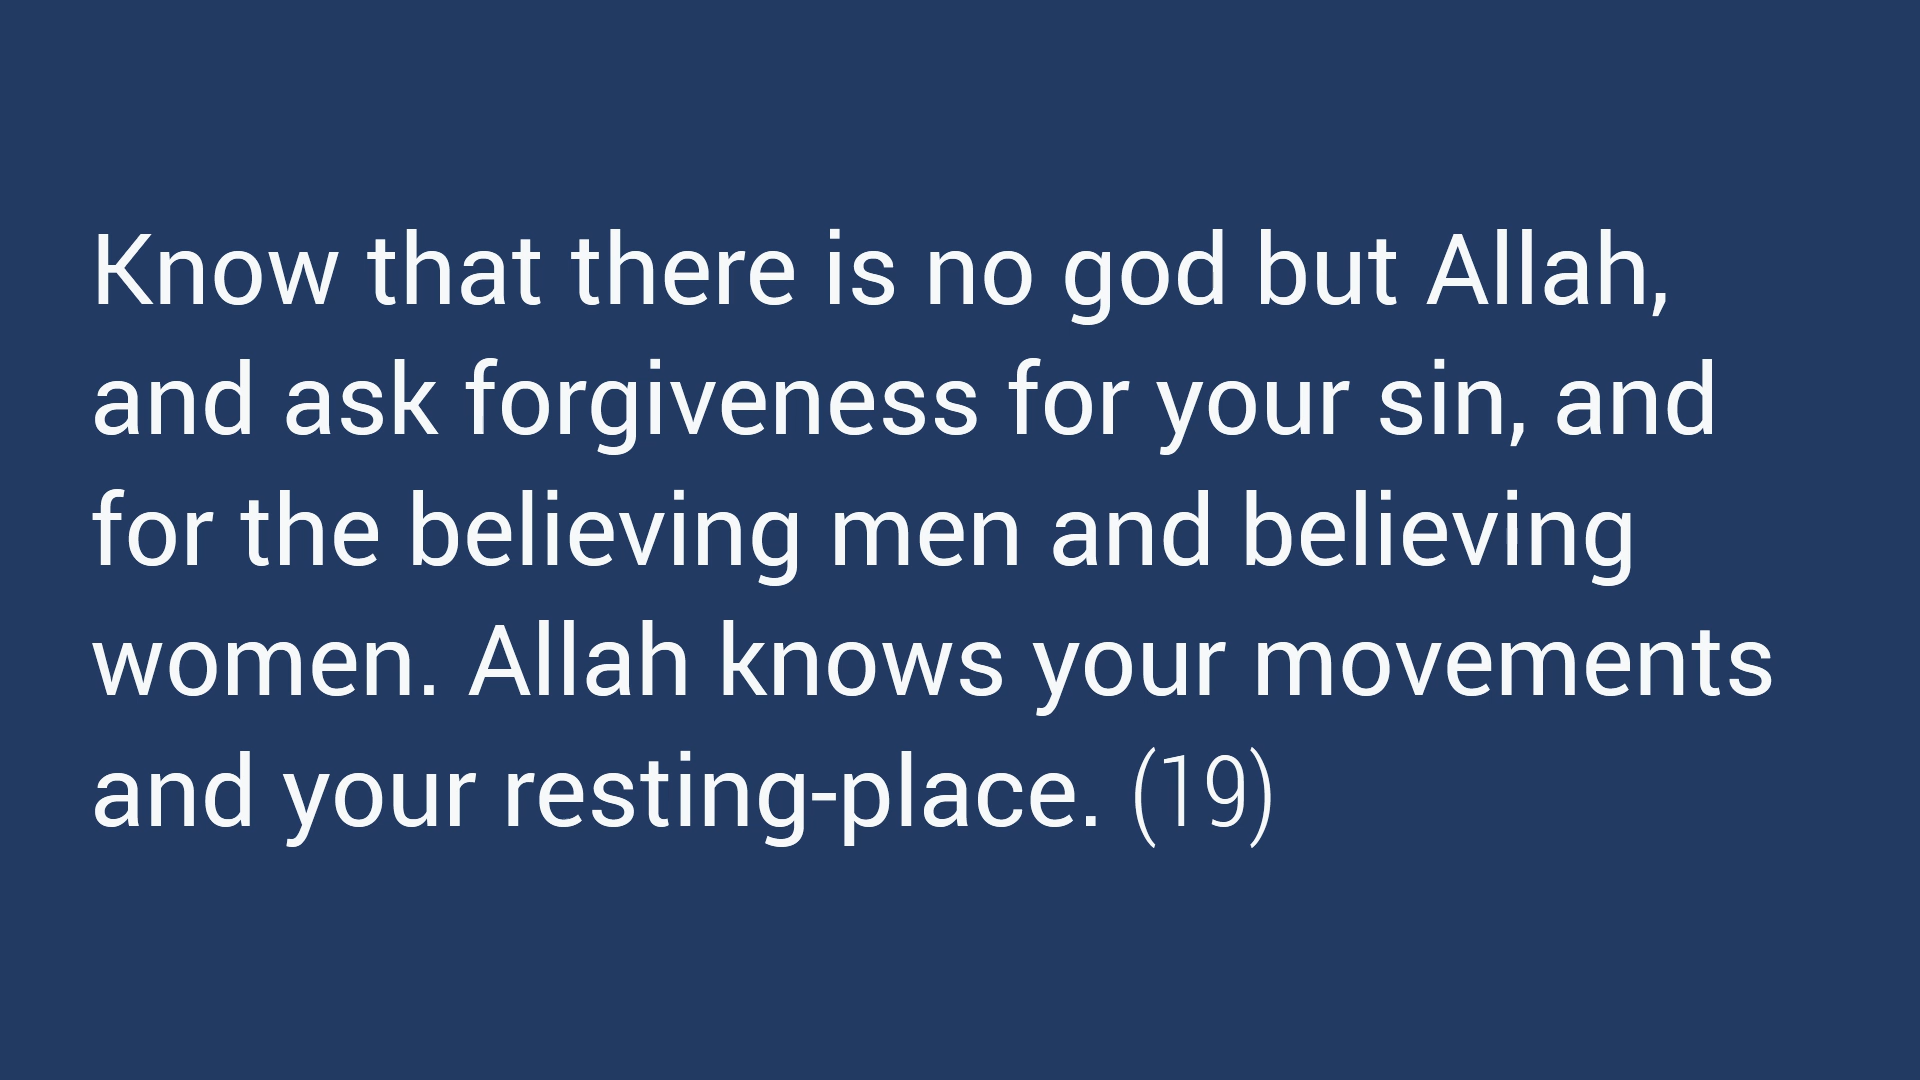 Know that there is no god but Allah,
and ask forgiveness for your sin, and
for the believing men and believing
women. Allah knows your movements
and your resting-place. (19)